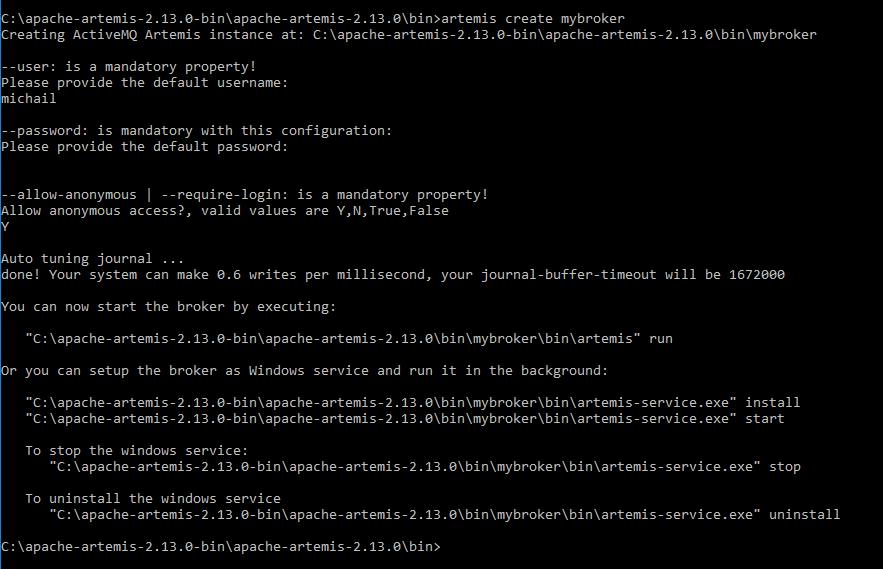 C:\apache-artemis-2.13.0-bin\apache-artemis-2.13.0\bin>artemis create mybroker
Creating ActiveMQ Artemis instance at: C:\apache-artemis-2.13.0-bin\apache-artemis-2.13.0\bin\mybroker
--user: is a mandatory property!
Please provide the default username:
michail
--password: is mandatory with this configuration:
Please provide the default password:
--allow-anonymous | --require-login: is a mandatory property!
Allow anonymous access?, valid values are Y,N,True,False
Y
Auto tuning journal ...
done! Your system can make 0.6 writes per millisecond, your journal-buffer-timeout will be 1672000
You can now start the broker by executing:
"C:\apache-artemis-2.13.0-bin\apache-artemis-2.13.0\bin\mybroker\bin\artemis" run
Or you can setup the broker as Windows service and run it in the background:
"C:\apache-artemis-2.13.0-bin\apache-artemis-2.13.0\bin\mybroker\bin\artemis-service.exe" install
"C:\apache-artemis-2.13.0-bin\apache-artemis-2.13.0\bin\mybroker\bin\artemis-service.exe" start
To stop the windows service:
"C:\apache-artemis-2.13.0-bin\apache-artemis-2.13.0\bin\mybroker\bin\artemis-service.exe" stop
To uninstall the windows service
"C:\apache-artemis-2.13.0-bin\apache-artemis-2.13.0\bin\mybroker\bin\artemis-service.exe" uninstall
C:\apache-artemis-2.13.0-bin\apache-artemis-2.13.0\bin>